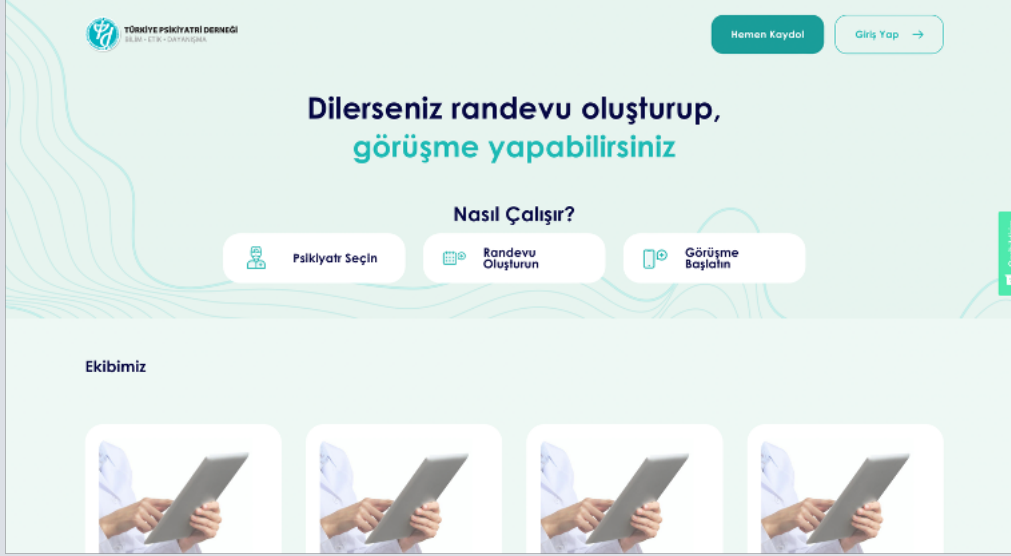 TÜRKİYE PSİKİYATRİ DERNEĞİ
BİLİM - ETİK - DAYANIŞMA
Hemen Kaydol
Giriş Yap
Dilerseniz randevu oluşturup,
görüşme yapabilirsiniz
Nasıl Çalışır?
Psikiyatr Seçin
Randevu
Oluşturun
Görüşme
Başlatın
Ekibimiz